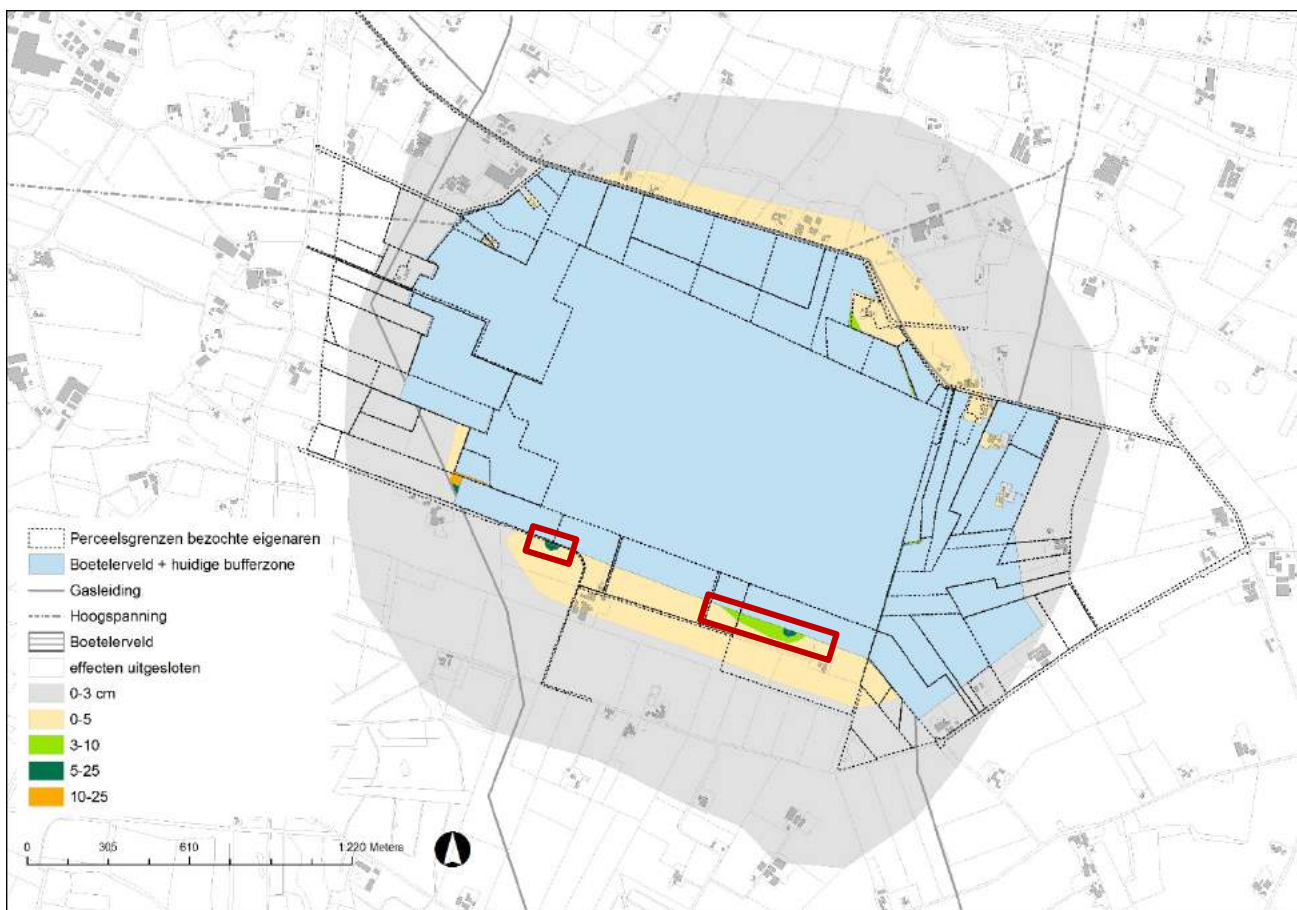 Perceelsgrenzen bezochte eigenaren
Boetelerveld + huidige bufferzone
Gasleiding
Hoogspanning
Boetelerveld
effecten uitgesloten
0-3 cm
0-5
3-10
5-25
10-25
0 305 610 1.220 Meters